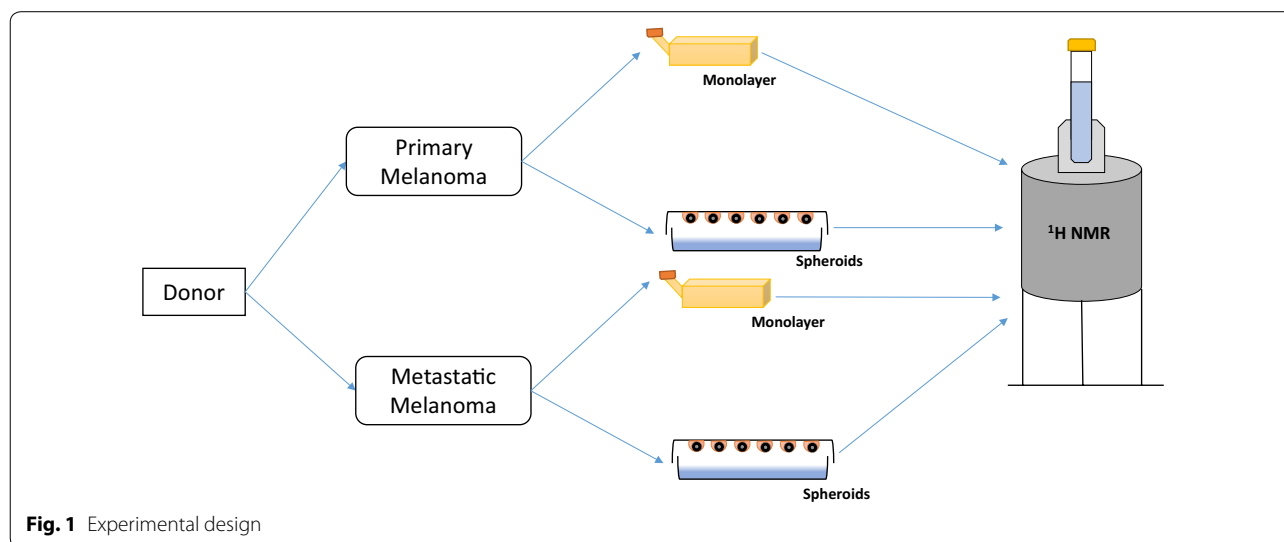 Monolayer
Primary
Melanoma
Spheroids
¹H NMR
Donor
Monolayer
Metastatic
Melanoma
Spheroids
Fig. 1 Experimental design